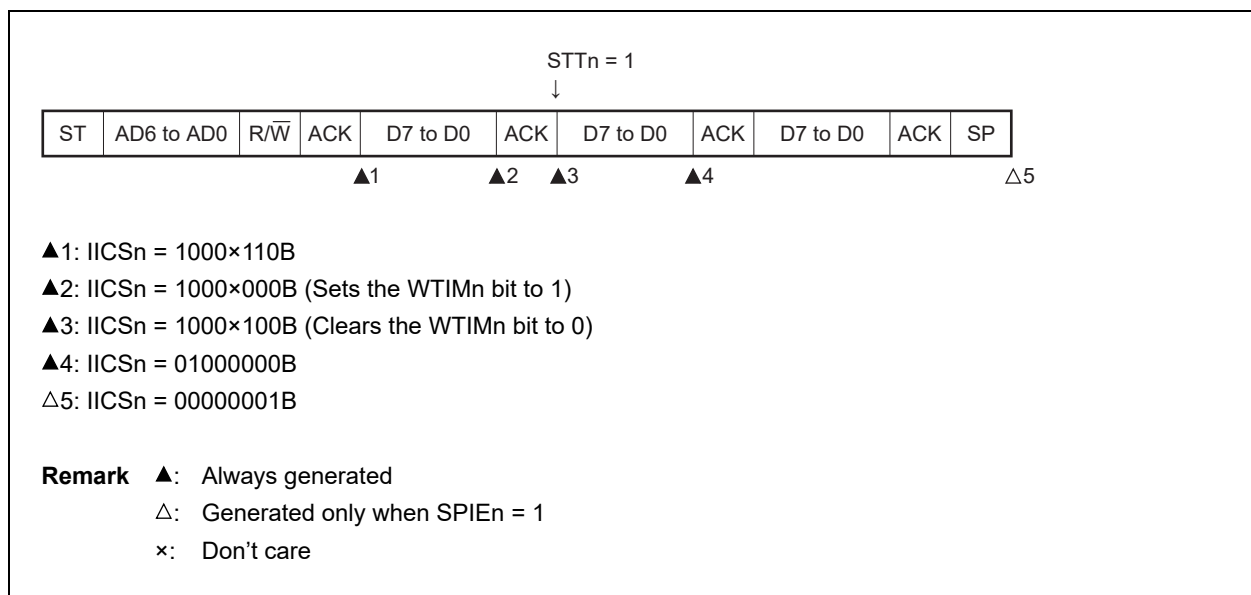 STTn = 1
↓
ST AD6 to AD0 R/W̅ ACK D7 to D0 ACK D7 to D0 ACK D7 to D0 ACK SP
▲1 ▲2 ▲3 ▲4 △5
▲1: IICSn = 1000×110B
▲2: IICSn = 1000×000B (Sets the WTIMn bit to 1)
▲3: IICSn = 1000×100B (Clears the WTIMn bit to 0)
▲4: IICSn = 01000000B
△5: IICSn = 00000001B
Remark ▲: Always generated
△: Generated only when SPIEn = 1
×: Don’t care